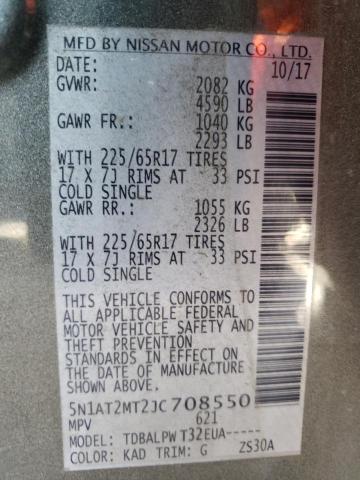 MFD BY NISSAN MOTOR CO., LTD.
DATE: 10/17
GVWR: 2082 KG
4590 LB
GAWR FR.: 1040 KG
2293 LB
WITH 225/65R17 TIRES
17 X 7J RIMS AT 33 PSI
COLD SINGLE
GAWR RR.: 1055 KG
2326 LB
WITH 225/65R17 TIRES
17 X 7J RIMS AT 33 PSI
COLD SINGLE
THIS VEHICLE CONFORMS TO
ALL APPLICABLE FEDERAL
MOTOR VEHICLE SAFETY AND
THEFT PREVENTION
STANDARDS IN EFFECT ON
THE DATE OF MANUFACTURE
SHOWN ABOVE.
5N1AT2MT2JC708550
MPV 621
MODEL: TDBALPW T32EUA-----
COLOR: KAD TRIM: G ZS30A